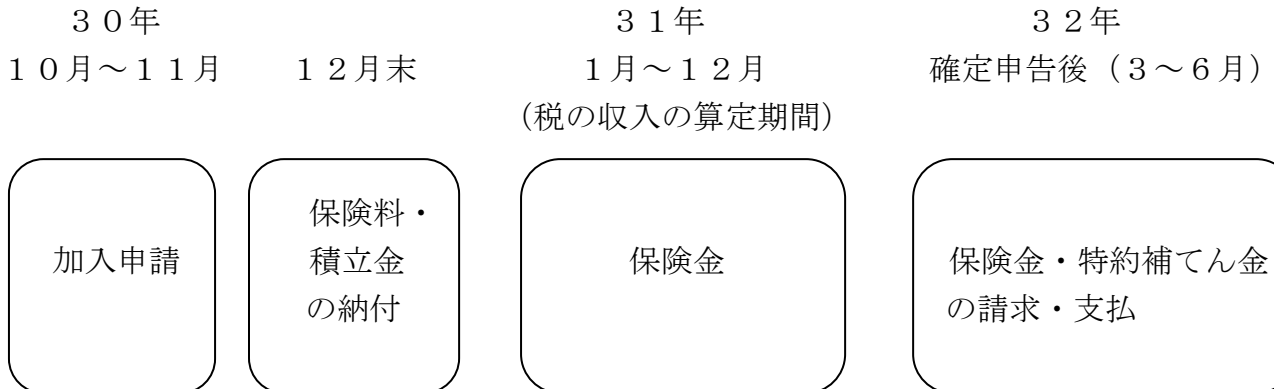 ３０年
１０月～１１月
１２月末
３１年
１月～１２月
（税の収入の算定期間）
３２年
確定申告後（３～６月）
加入申請
保険料・
積立金
の納付
保険金
保険金・特約補てん金
の請求・支払